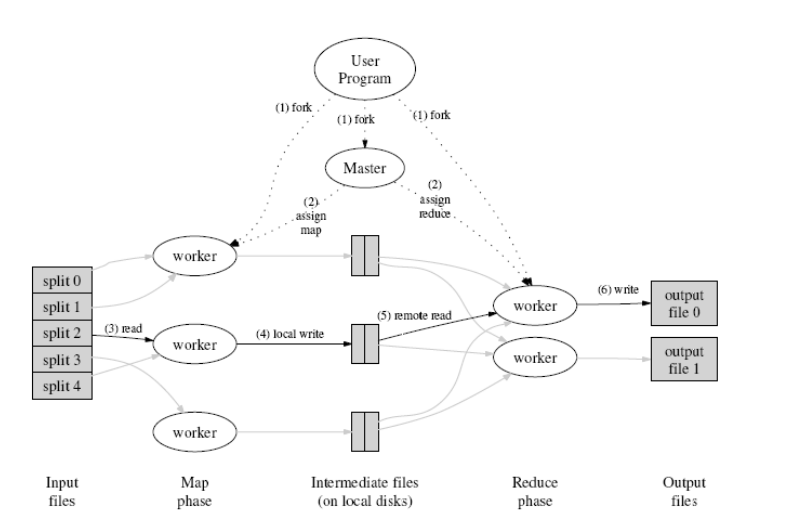 User
Program
(1) fork
(1) fork
(1) fork
Master
(2)
assign
map
(2)
assign
reduce
worker
split 0
split 1
split 2
split 3
split 4
(3) read
worker
(4) local write
(5) remote read
worker
(6) write
output
file 0
worker
output
file 1
worker
Input
files
Map
phase
Intermediate files
(on local disks)
Reduce
phase
Output
files